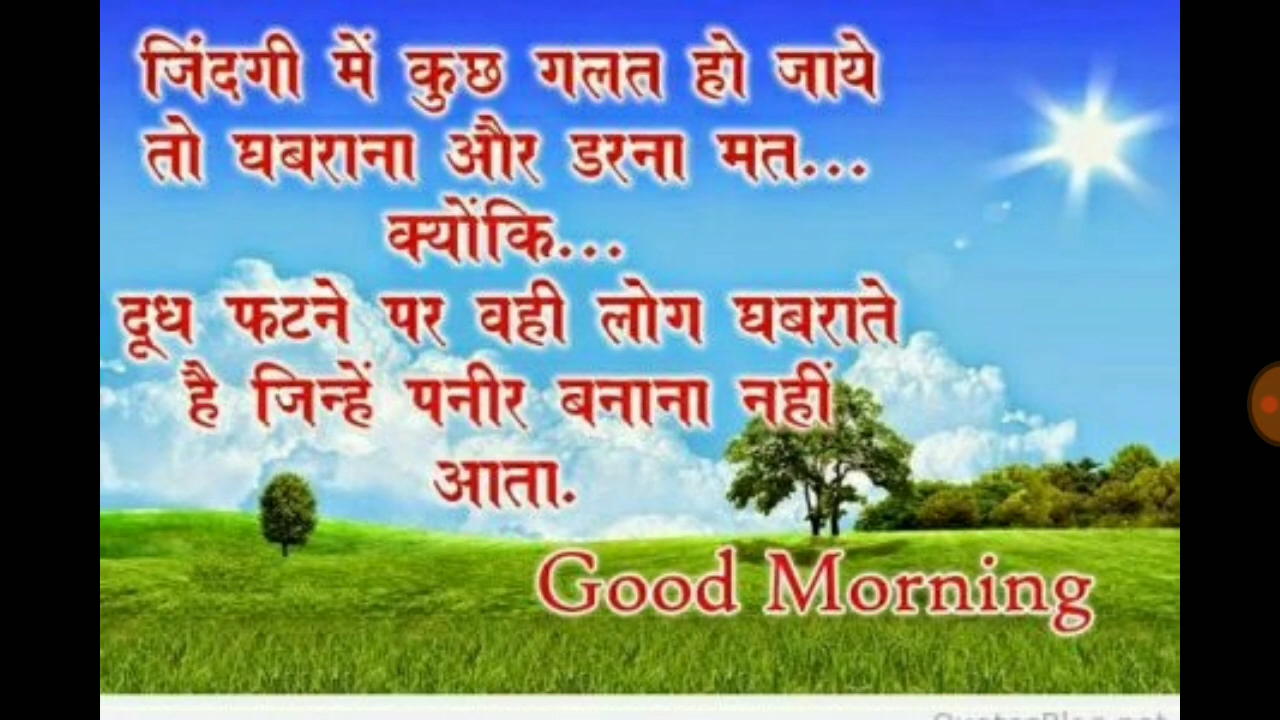 जिंदगी में कुछ गलत हो जाये
तो घबराना और डरना मत...
क्योंकि...
दूध फटने पर वही लोग घबराते
है जिन्हें पनीर बनाना नहीं
आता.
Good Morning